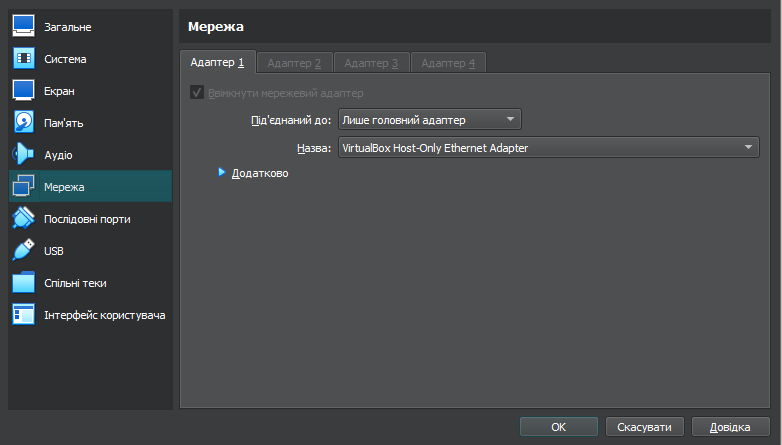 Загальне
Система
Екран
Пам'ять
Аудіо
Мережа
Послідовні порти
USB
Спільні теки
Інтерфейс користувача
Мережа
Адаптер 1 Адаптер 2 Адаптер 3 Адаптер 4
Ввімкнути мережевий адаптер
Під'єднаний до: Лише головний адаптер
Назва: VirtualBox Host-Only Ethernet Adapter
Додатково
ОК Скасувати Довідка